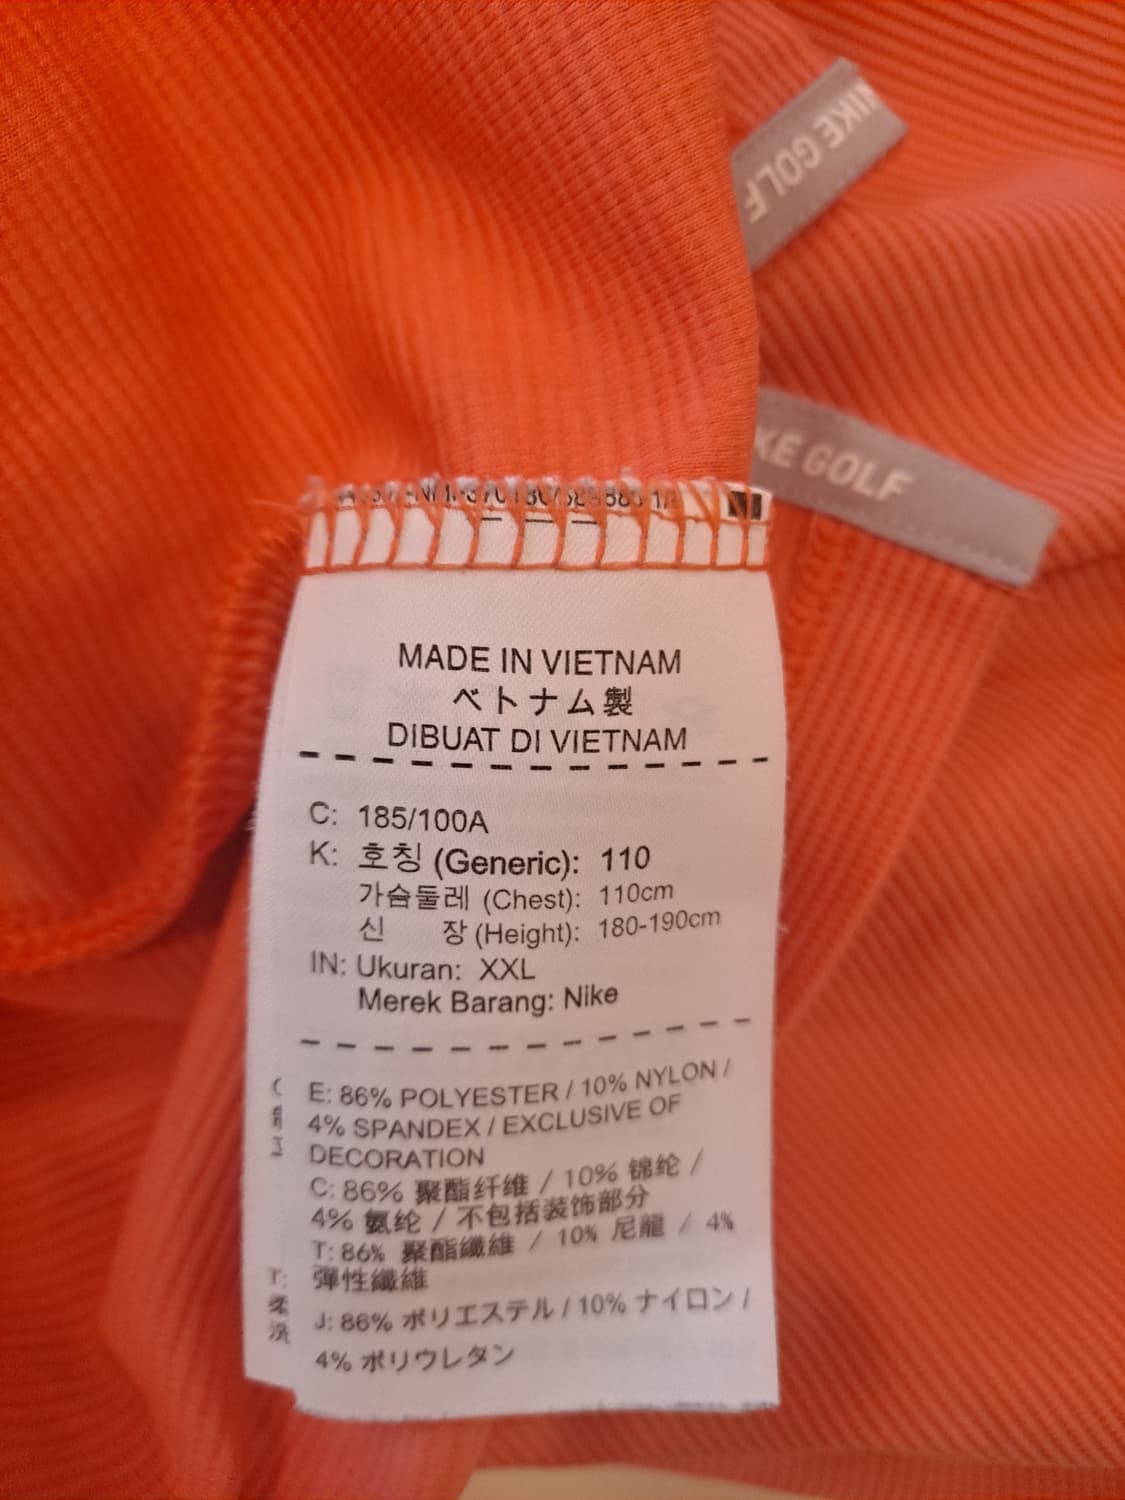 NIKE GOLF
KE GOLF
MADE IN VIETNAM
ベトナム製
DIBUAT DI VIETNAM
C: 185/100A
K: 호칭 (Generic): 110
가슴둘레 (Chest): 110cm
신 장 (Height): 180-190cm
IN: Ukuran: XXL
Merek Barang: Nike
E: 86% POLYESTER / 10% NYLON /
4% SPANDEX / EXCLUSIVE OF
DECORATION
C: 86% 聚酯纤维 / 10% 锦纶 /
4% 氨纶 / 不包括装饰部分
T: 86% 聚酯纖維 / 10% 尼龍 / 4%
彈性纖維
J: 86% ポリエステル / 10% ナイロン /
4% ポリウレタン
T:
柔
洗